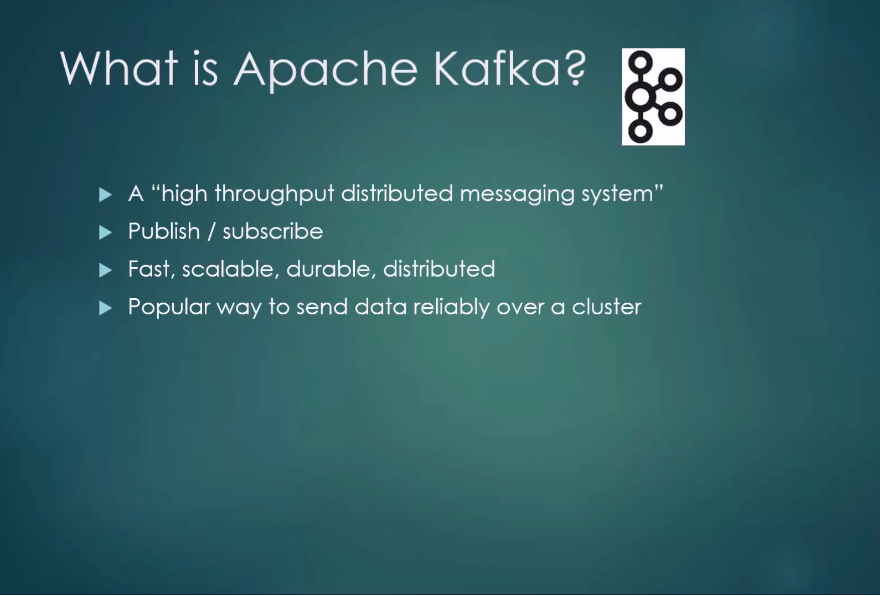 What is Apache Kafka?
A “high throughput distributed messaging system”
Publish / subscribe
Fast, scalable, durable, distributed
Popular way to send data reliably over a cluster